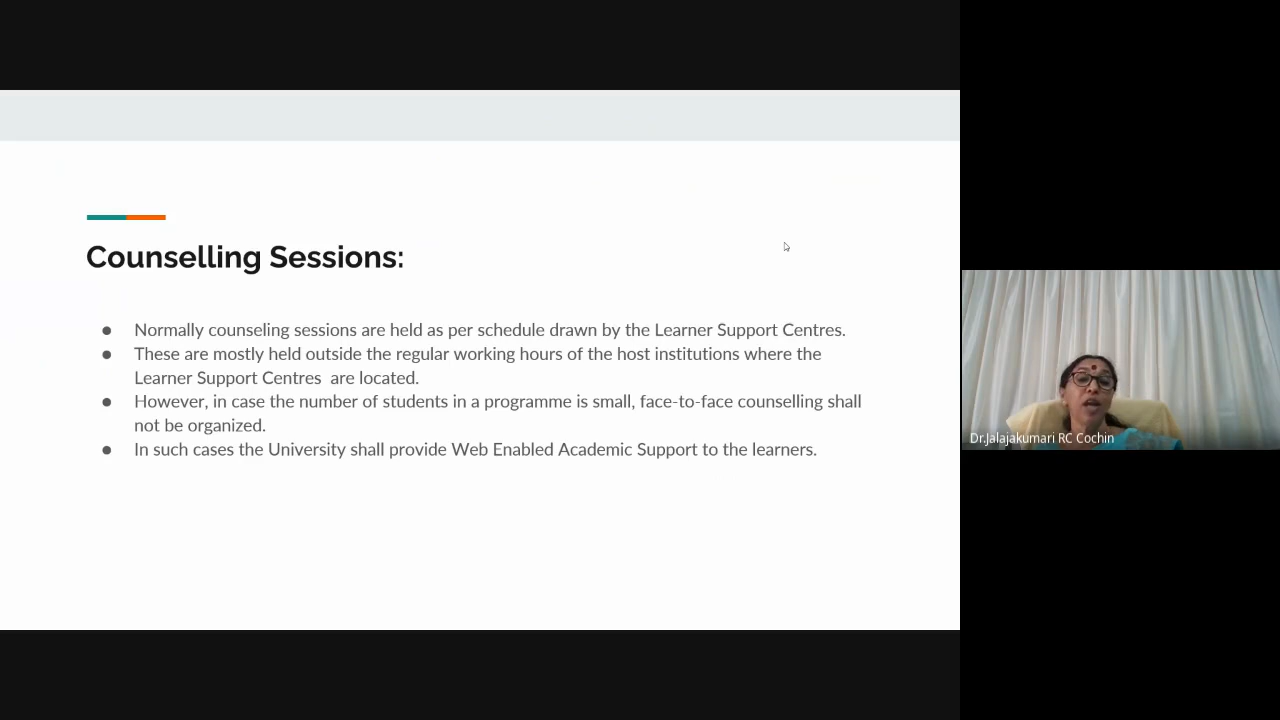 Counselling Sessions:
● Normally counseling sessions are held as per schedule drawn by the Learner Support Centres.
● These are mostly held outside the regular working hours of the host institutions where the
Learner Support Centres are located.
● However, in case the number of students in a programme is small, face-to-face counselling shall
not be organized.
● In such cases the University shall provide Web Enabled Academic Support to the learners.
Dr.Jalajakumari RC Cochin